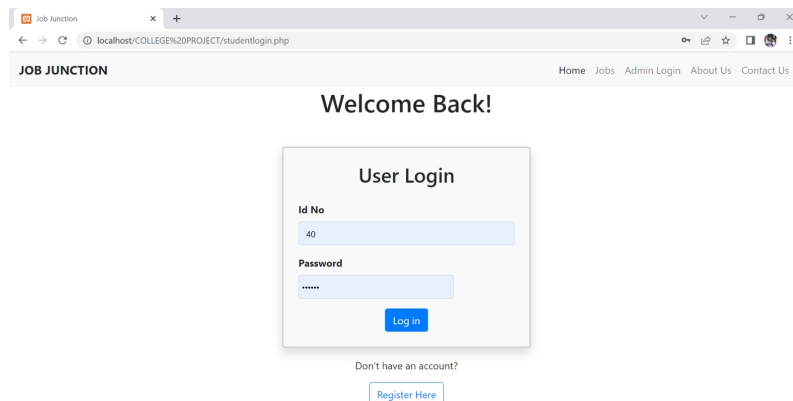 Job Junction
localhost/COLLEGE%20PROJECT/studentlogin.php
JOB JUNCTION
Home Jobs Admin Login About Us Contact Us
Welcome Back!
User Login
Id No
40
Password
••••••
Log in
Don't have an account?
Register Here